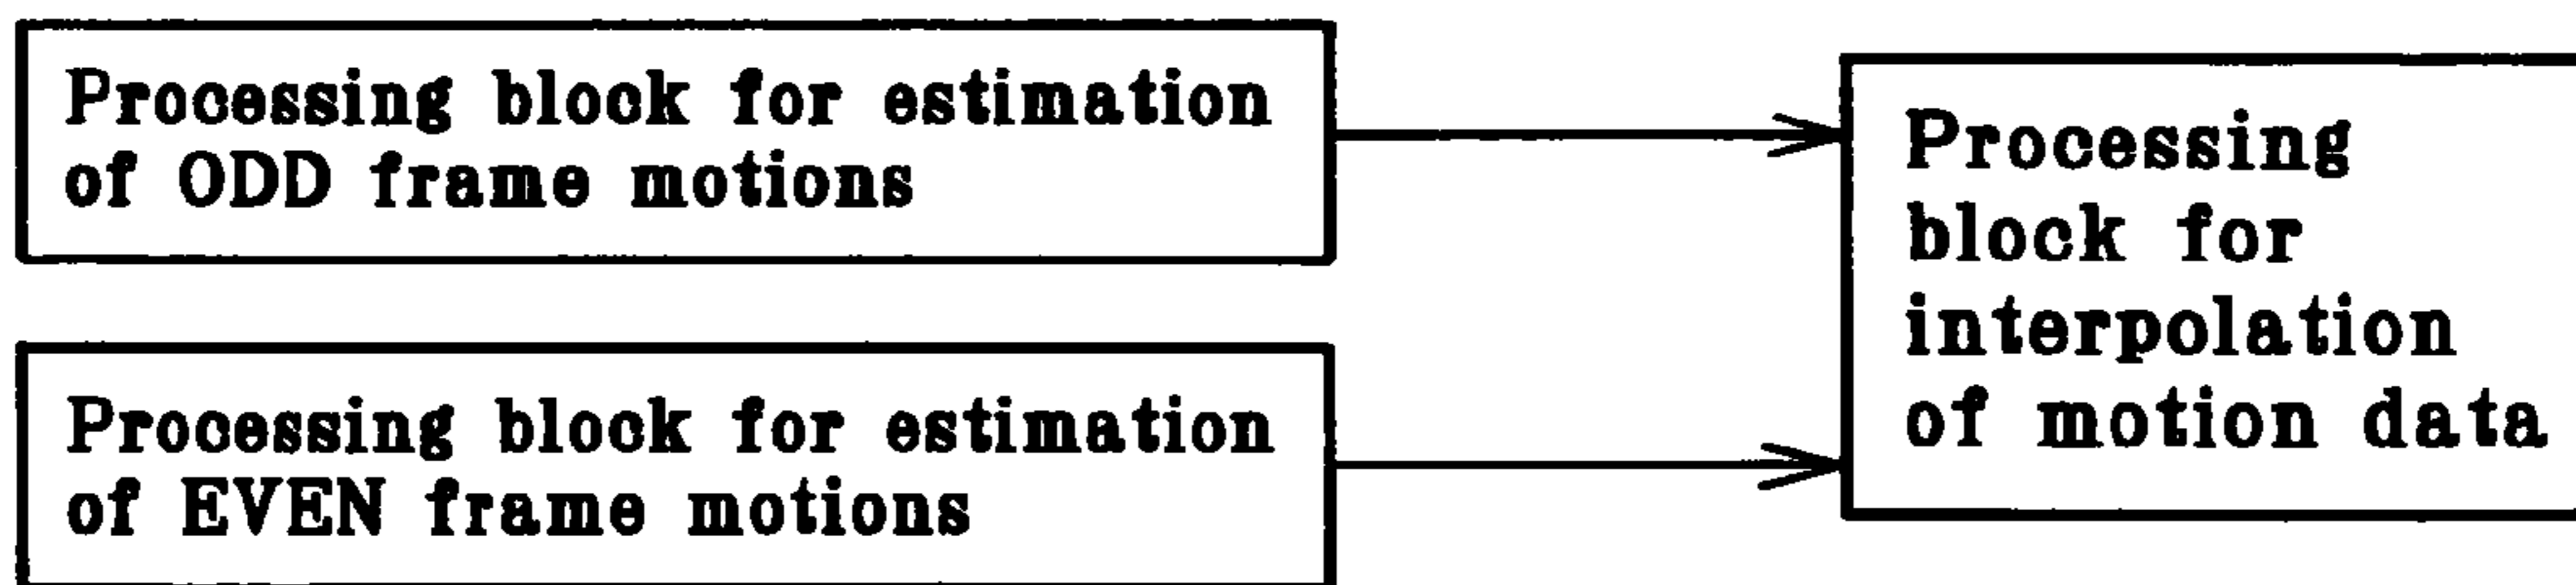 Processing block for estimation
of ODD frame motions
Processing block for estimation
of EVEN frame motions
Processing
block for
interpolation
of motion data